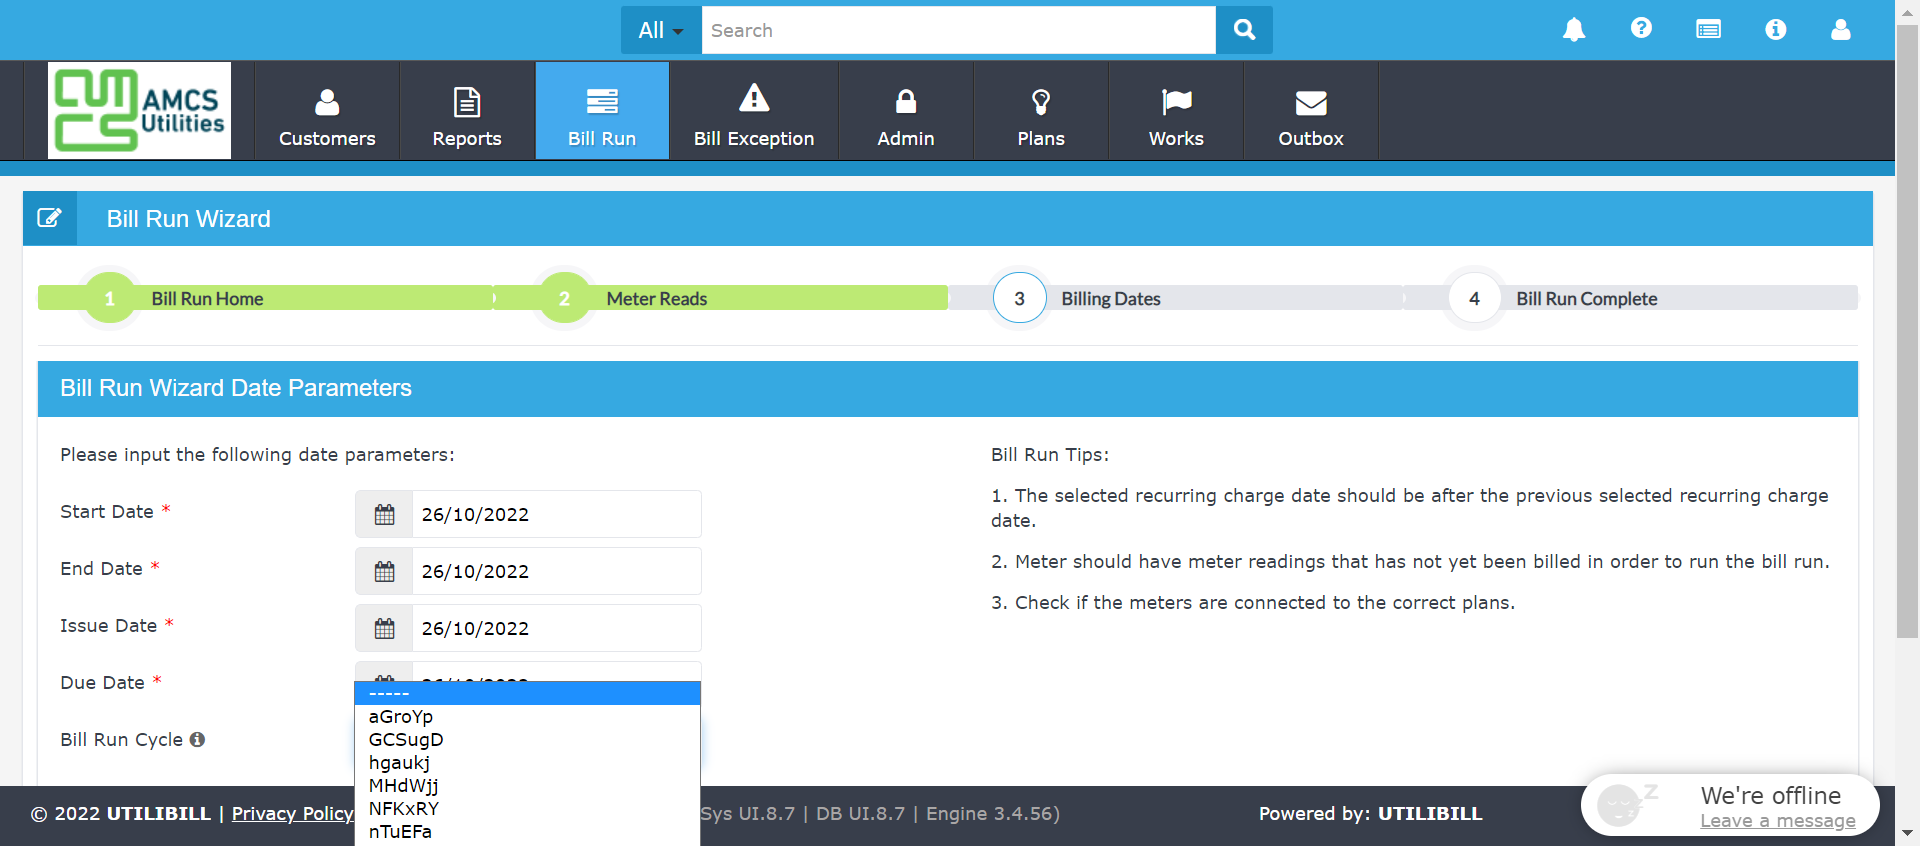 All
Search
AMCS
Utilities
Customers
Reports
Bill Run
Bill Exception
Admin
Plans
Works
Outbox
Bill Run Wizard
1 Bill Run Home
2 Meter Reads
3 Billing Dates
4 Bill Run Complete
Bill Run Wizard Date Parameters
Please input the following date parameters:
Start Date * 26/10/2022
End Date * 26/10/2022
Issue Date * 26/10/2022
Due Date * 26/10/2022
Bill Run Cycle
-----
aGroYp
GCSugD
hgaukj
MHdWjj
NFKxRY
nTuEFa
Bill Run Tips:
1. The selected recurring charge date should be after the previous selected recurring charge
date.
2. Meter should have meter readings that has not yet been billed in order to run the bill run.
3. Check if the meters are connected to the correct plans.
© 2022 UTILIBILL | Privacy Policy
Sys UI.8.7 | DB UI.8.7 | Engine 3.4.56)
Powered by: UTILIBILL
We're offline
Leave a message